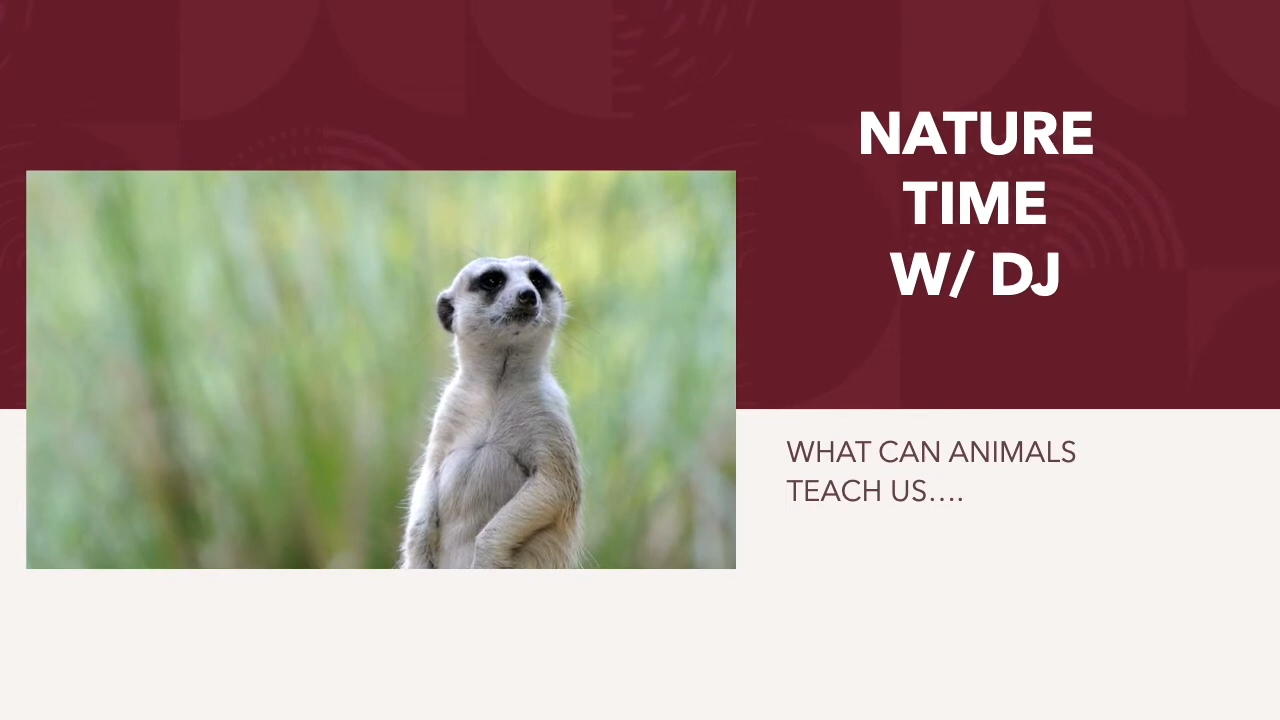 NATURE
TIME
W/ DJ
WHAT CAN ANIMALS
TEACH US....